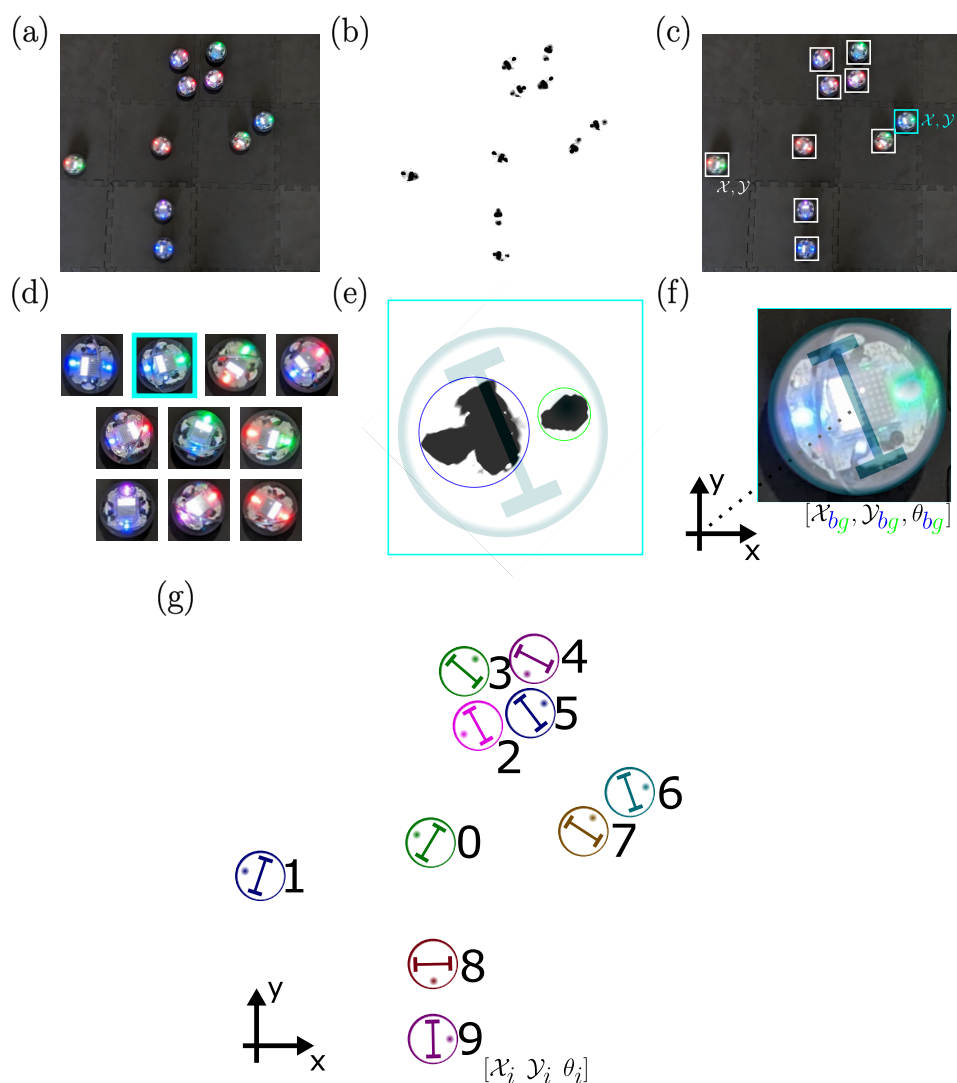 (a)
(b)
(c)
𝒳, 𝒴
𝒳, 𝒴
(d)
(e)
(f)
y
x
[𝒳bg, 𝒴bg, θbg]
(g)
3
4
5
2
6
7
0
1
8
9
y
x
[𝒳i 𝒴i θi]